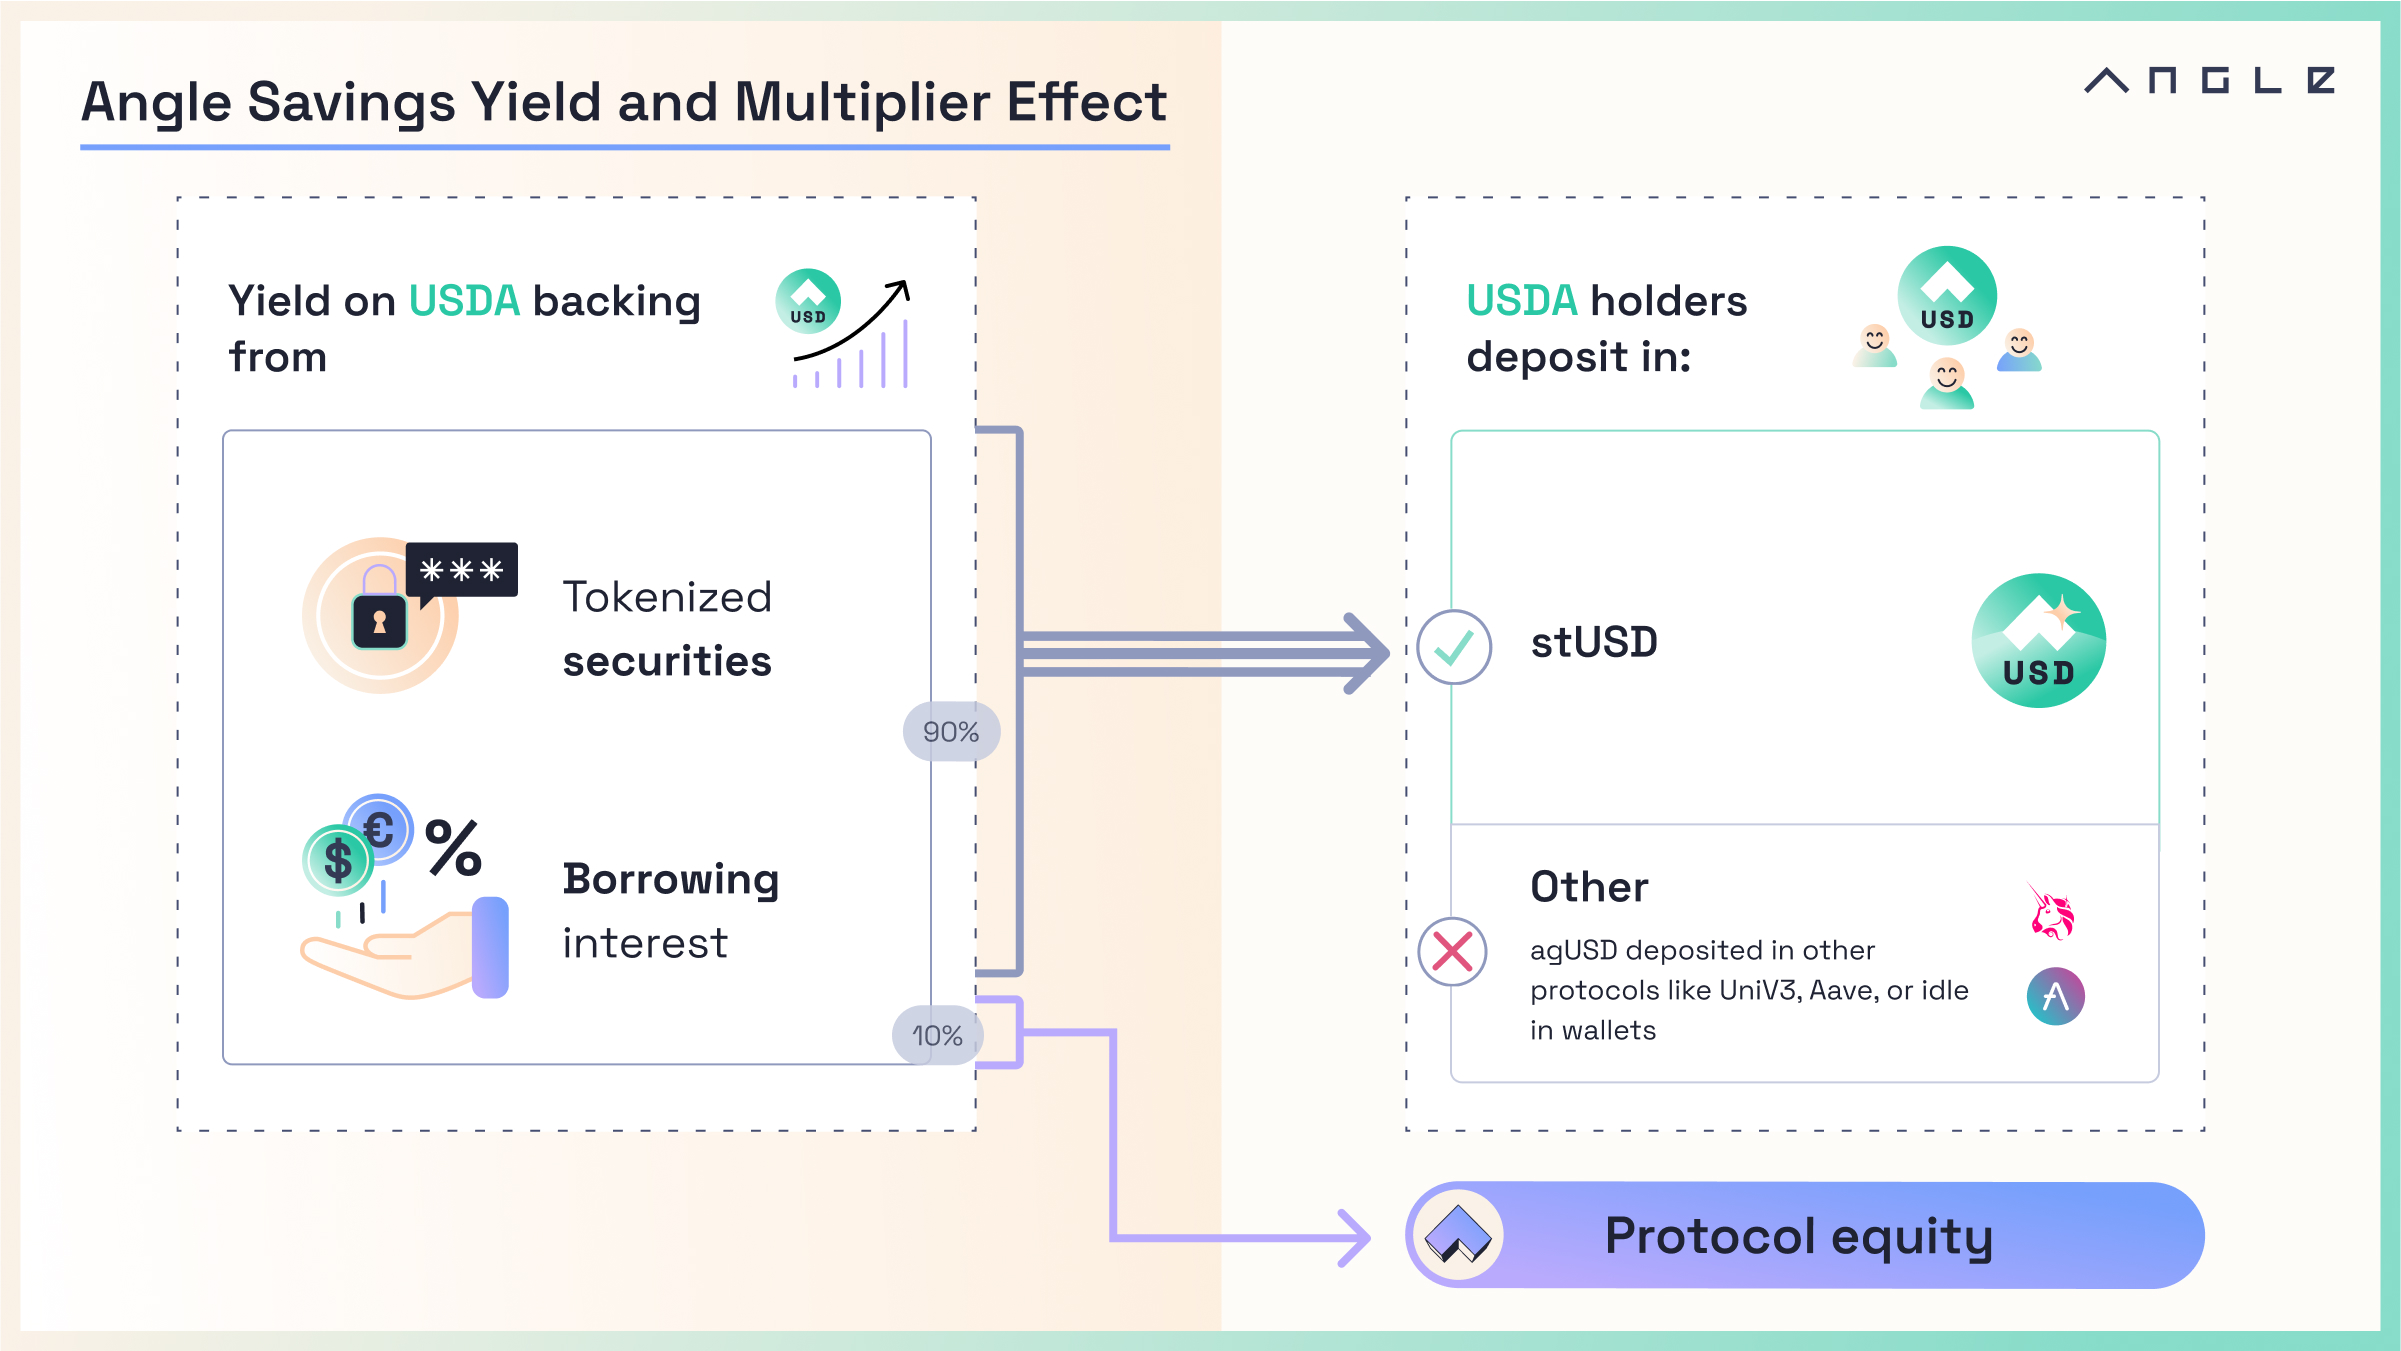 Angle Savings Yield and Multiplier Effect
ANGLE
Yield on USDA backing
from
USD
Tokenized
securities
***
90%
$ € %
Borrowing
interest
10%
USDA holders
deposit in:
USD
stUSD
USD
Other
agUSD deposited in other
protocols like UniV3, Aave, or idle
in wallets
Protocol equity